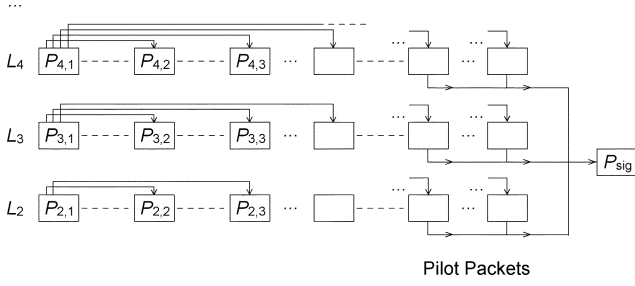 ...
... ...
L4 P4,1 P4,2 P4,3 ...
... ...
L3 P3,1 P3,2 P3,3 ...
Psig
... ...
L2 P2,1 P2,2 P2,3 ...
Pilot Packets